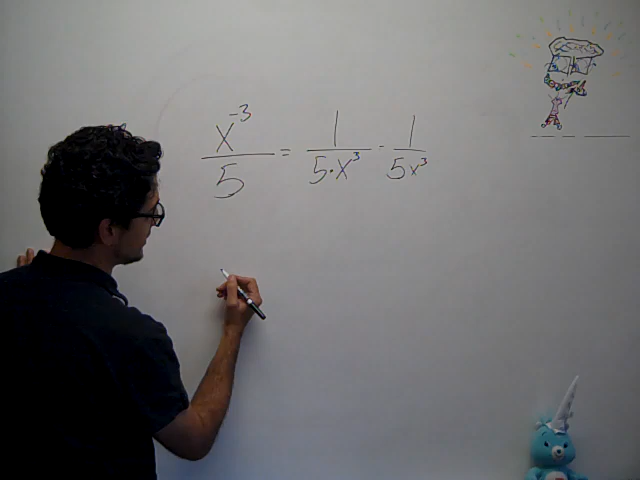 x⁻³/5 = 1/(5·x³) - 1/(5x³)